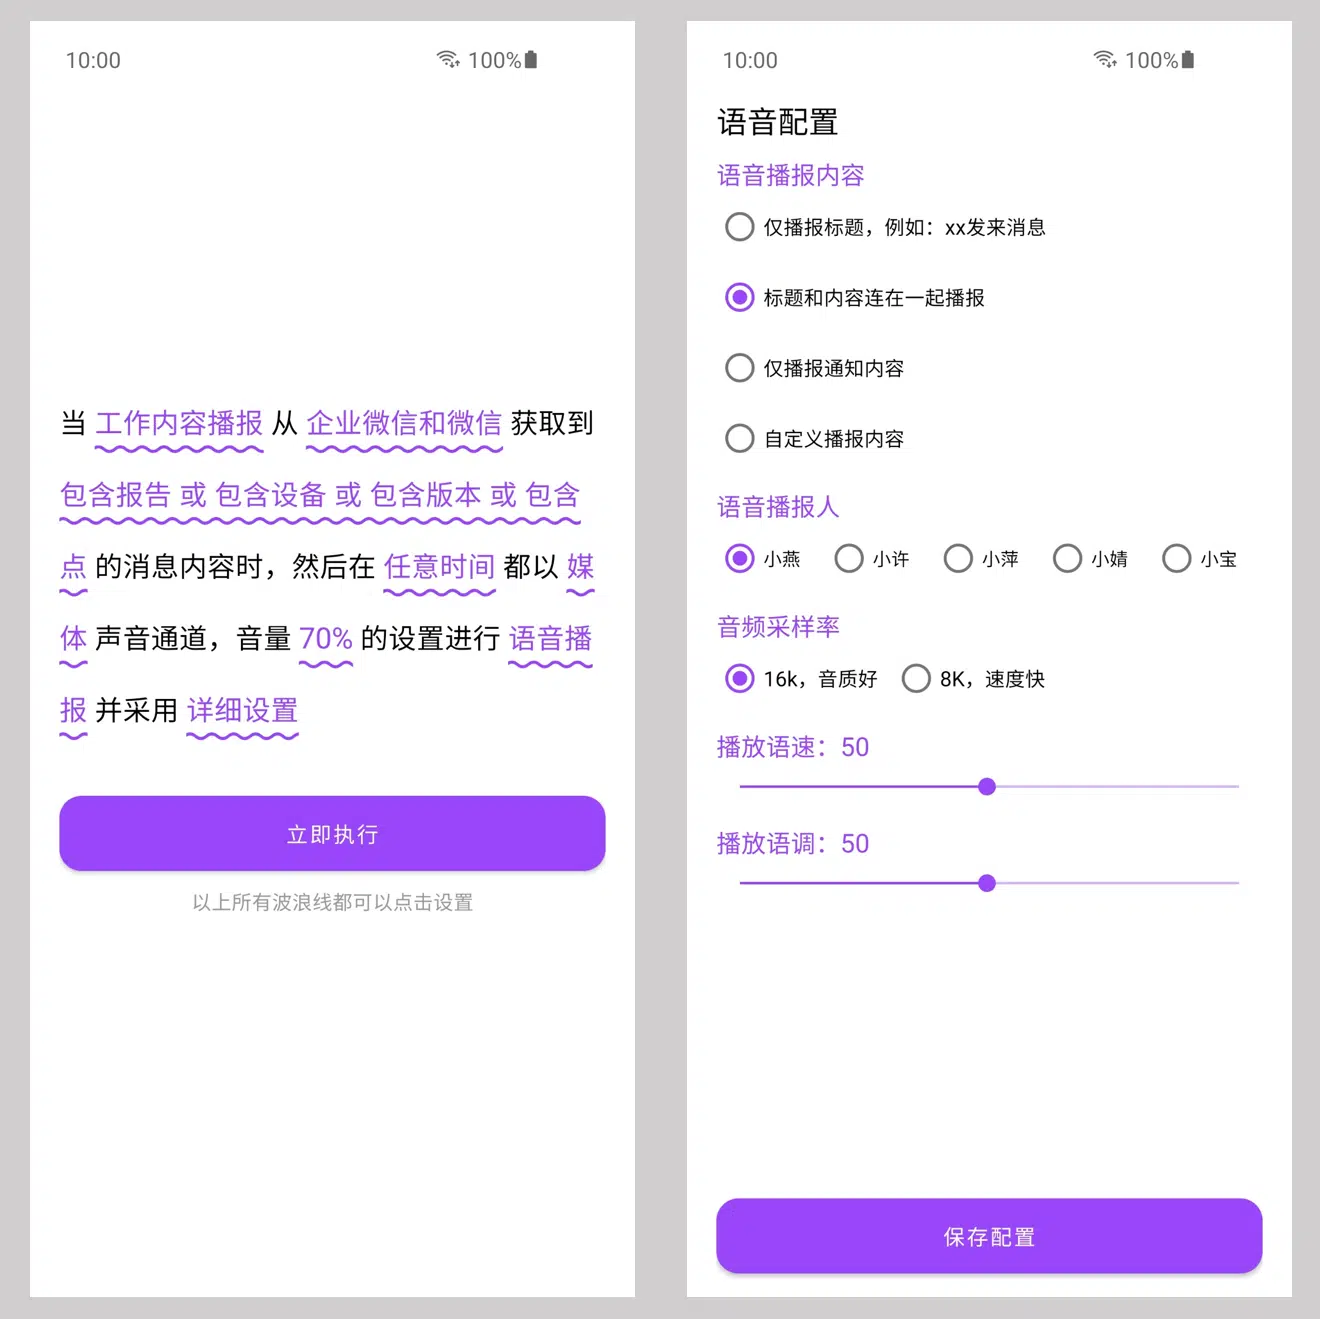 10:00
100%
当 工作内容播报 从 企业微信和微信 获取到
包含报告 或 包含设备 或 包含版本 或 包含
点 的消息内容时，然后在 任意时间 都以 媒
体 声音通道，音量 70% 的设置进行 语音播
报 并采用 详细设置
立即执行
以上所有波浪线都可以点击设置
10:00
100%
语音配置
语音播报内容
仅播报标题，例如：xx发来消息
标题和内容连在一起播报
仅播报通知内容
自定义播报内容
语音播报人
小燕 小许 小萍 小婧 小宝
音频采样率
16k，音质好 8K，速度快
播放语速：50
播放语调：50
保存配置